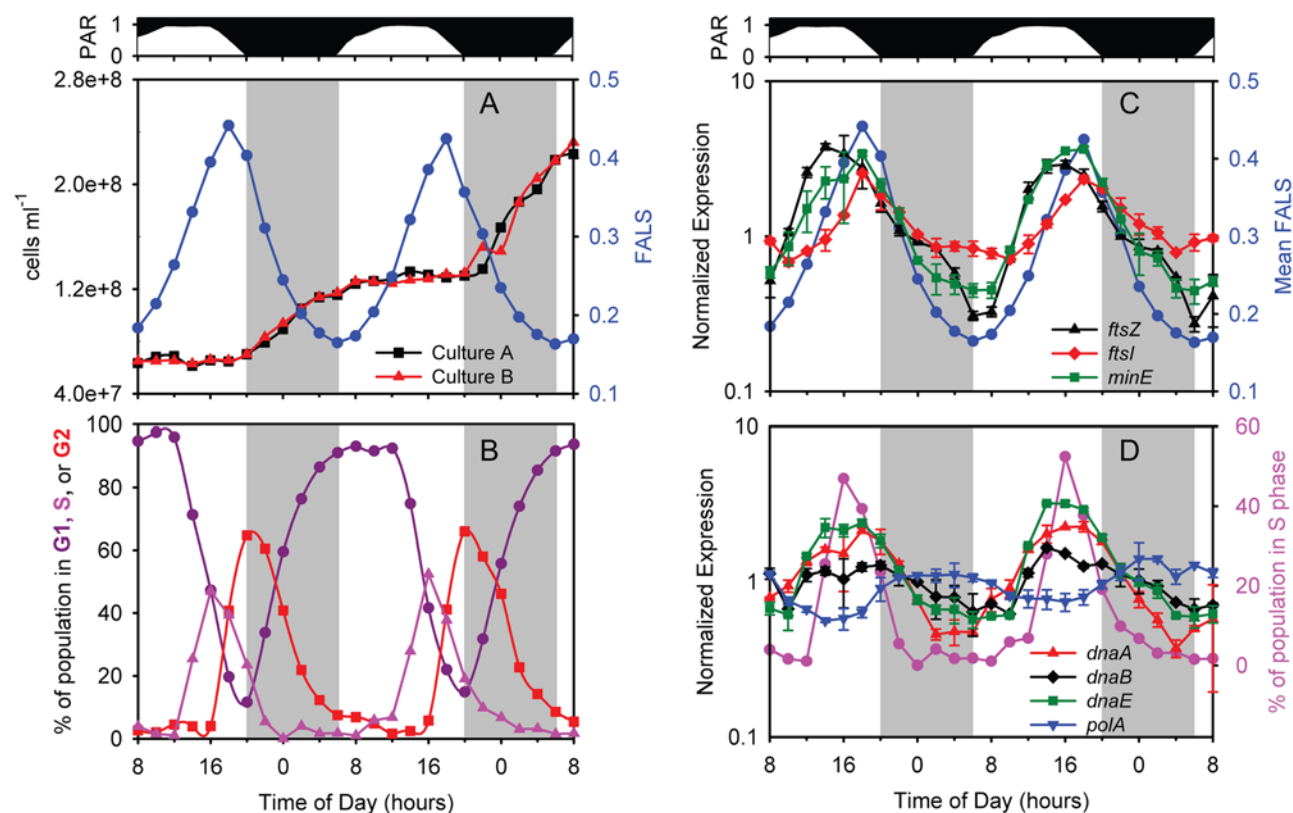 PAR
1
0
PAR
1
0
cells ml⁻¹
2.8e+8
2.0e+8
1.2e+8
4.0e+7
A
0.5
0.4
0.3
0.2
0.1
FALS
Culture A
Culture B
Normalized Expression
10
1
0.1
C
0.5
0.4
0.3
0.2
0.1
Mean FALS
ftsZ
ftsI
minE
% of population in G1, S, or G2
100
80
60
40
20
0
B
8
16
0
8
16
0
8
Time of Day (hours)
Normalized Expression
10
1
0.1
D
60
40
20
0
% of population in S phase
dnaA
dnaB
dnaE
polA
8
16
0
8
16
0
8
Time of Day (hours)